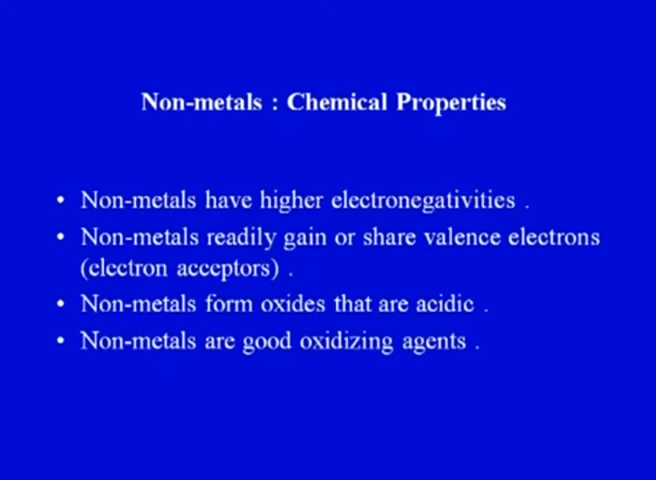 Non-metals : Chemical Properties
• Non-metals have higher electronegativities .
• Non-metals readily gain or share valence electrons
(electron acceptors) .
• Non-metals form oxides that are acidic .
• Non-metals are good oxidizing agents .